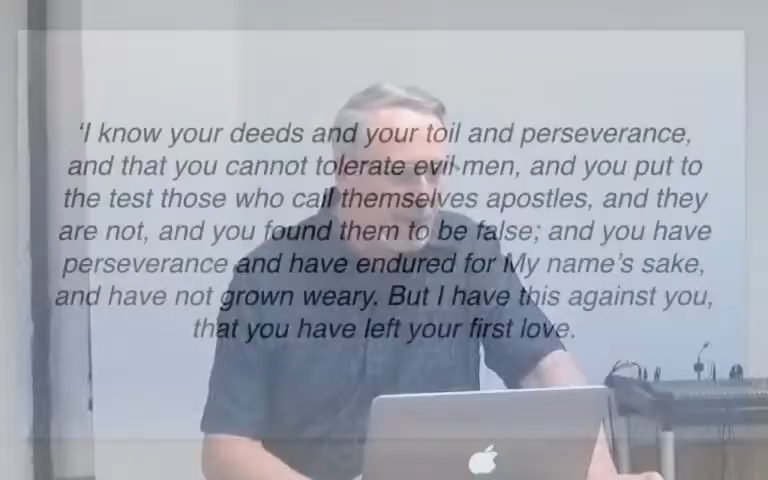 ‘I know your deeds and your toil and perseverance,
and that you cannot tolerate evil men, and you put to
the test those who call themselves apostles, and they
are not, and you found them to be false; and you have
perseverance and have endured for My name’s sake,
and have not grown weary. But I have this against you,
that you have left your first love.